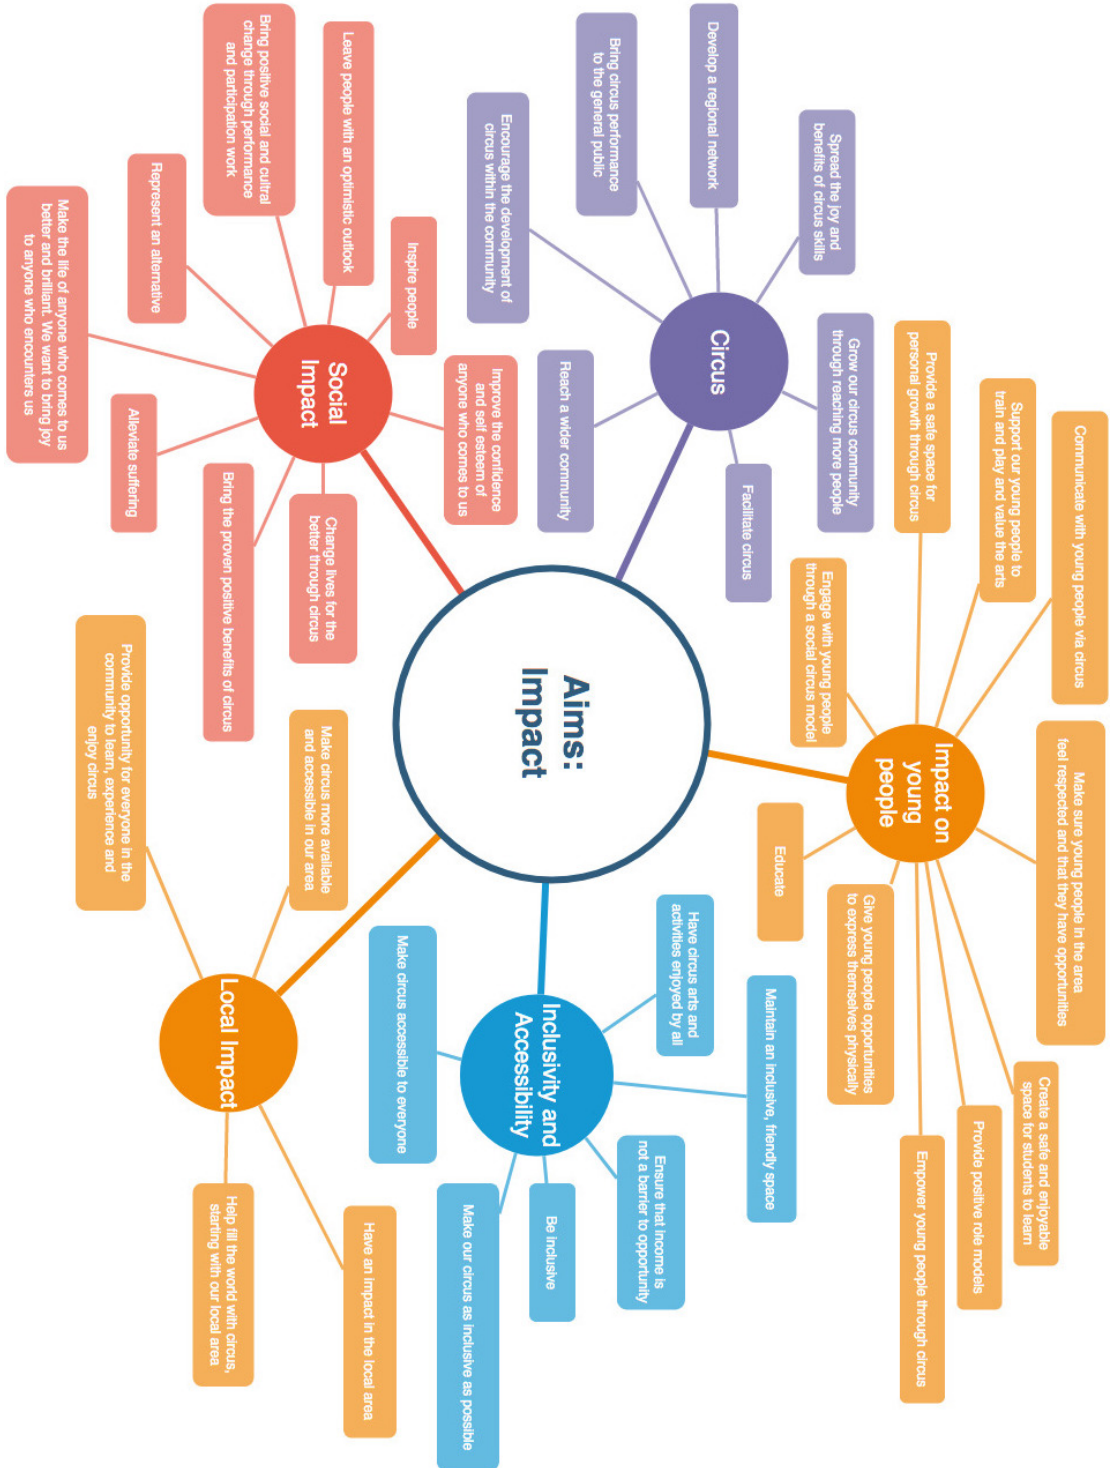 Aims:
Impact
Circus
Spread the joy and
benefits of circus skills
Develop a regional network
Bring circus performance
to the general public
Encourage the development of
circus within the community
Reach a wider community
Facilitate circus
Grow our circus community
through reaching more people
Impact on
young
people
Communicate with young people via circus
Support our young people to
train and play and value the arts
Provide a safe space for
personal growth through circus
Engage with young people
through a social circus model
Educate
Give young people opportunities
to express themselves physically
Empower young people through circus
Provide positive role models
Create a safe and enjoyable
space for students to learn
Make sure young people in the area
feel respected and that they have opportunities
Inclusivity and
Accessibility
Have circus arts and
activities enjoyed by all
Maintain an inclusive, friendly space
Ensure that income is
not a barrier to opportunity
Be inclusive
Make our circus as inclusive as possible
Make circus accessible to everyone
Local Impact
Make circus more available
and accessible in our area
Provide opportunity for everyone in the
community to learn, experience and
enjoy circus
Have an impact in the local area
Help fill the world with circus,
starting with our local area
Social
Impact
Inspire people
Leave people with an optimistic outlook
Bring positive social and cultral
change through performance
and participation work
Represent an alternative
Make the life of anyone who comes to us
better and brilliant. We want to bring joy
to anyone who encounters us
Alleviate suffering
Bring the proven positive benefits of circus
Change lives for the
better through circus
Improve the confidence
and self esteem of
anyone who comes to us